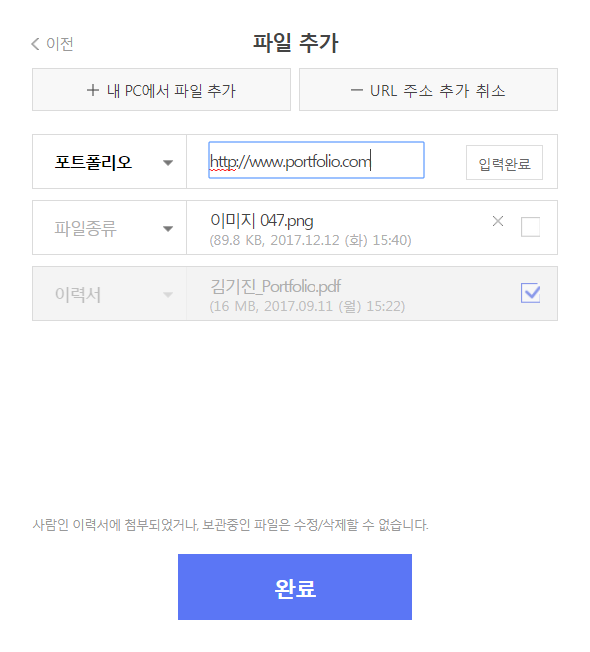 이전
파일 추가
+ 내 PC에서 파일 추가
− URL 주소 추가 취소
포트폴리오
http://www.portfolio.com
입력완료
파일종류
이미지 047.png
(89.8 KB, 2017.12.12 (화) 15:40)
이력서
김기진_Portfolio.pdf
(16 MB, 2017.09.11 (월) 15:22)
사람인 이력서에 첨부되었거나, 보관중인 파일은 수정/삭제할 수 없습니다.
완료